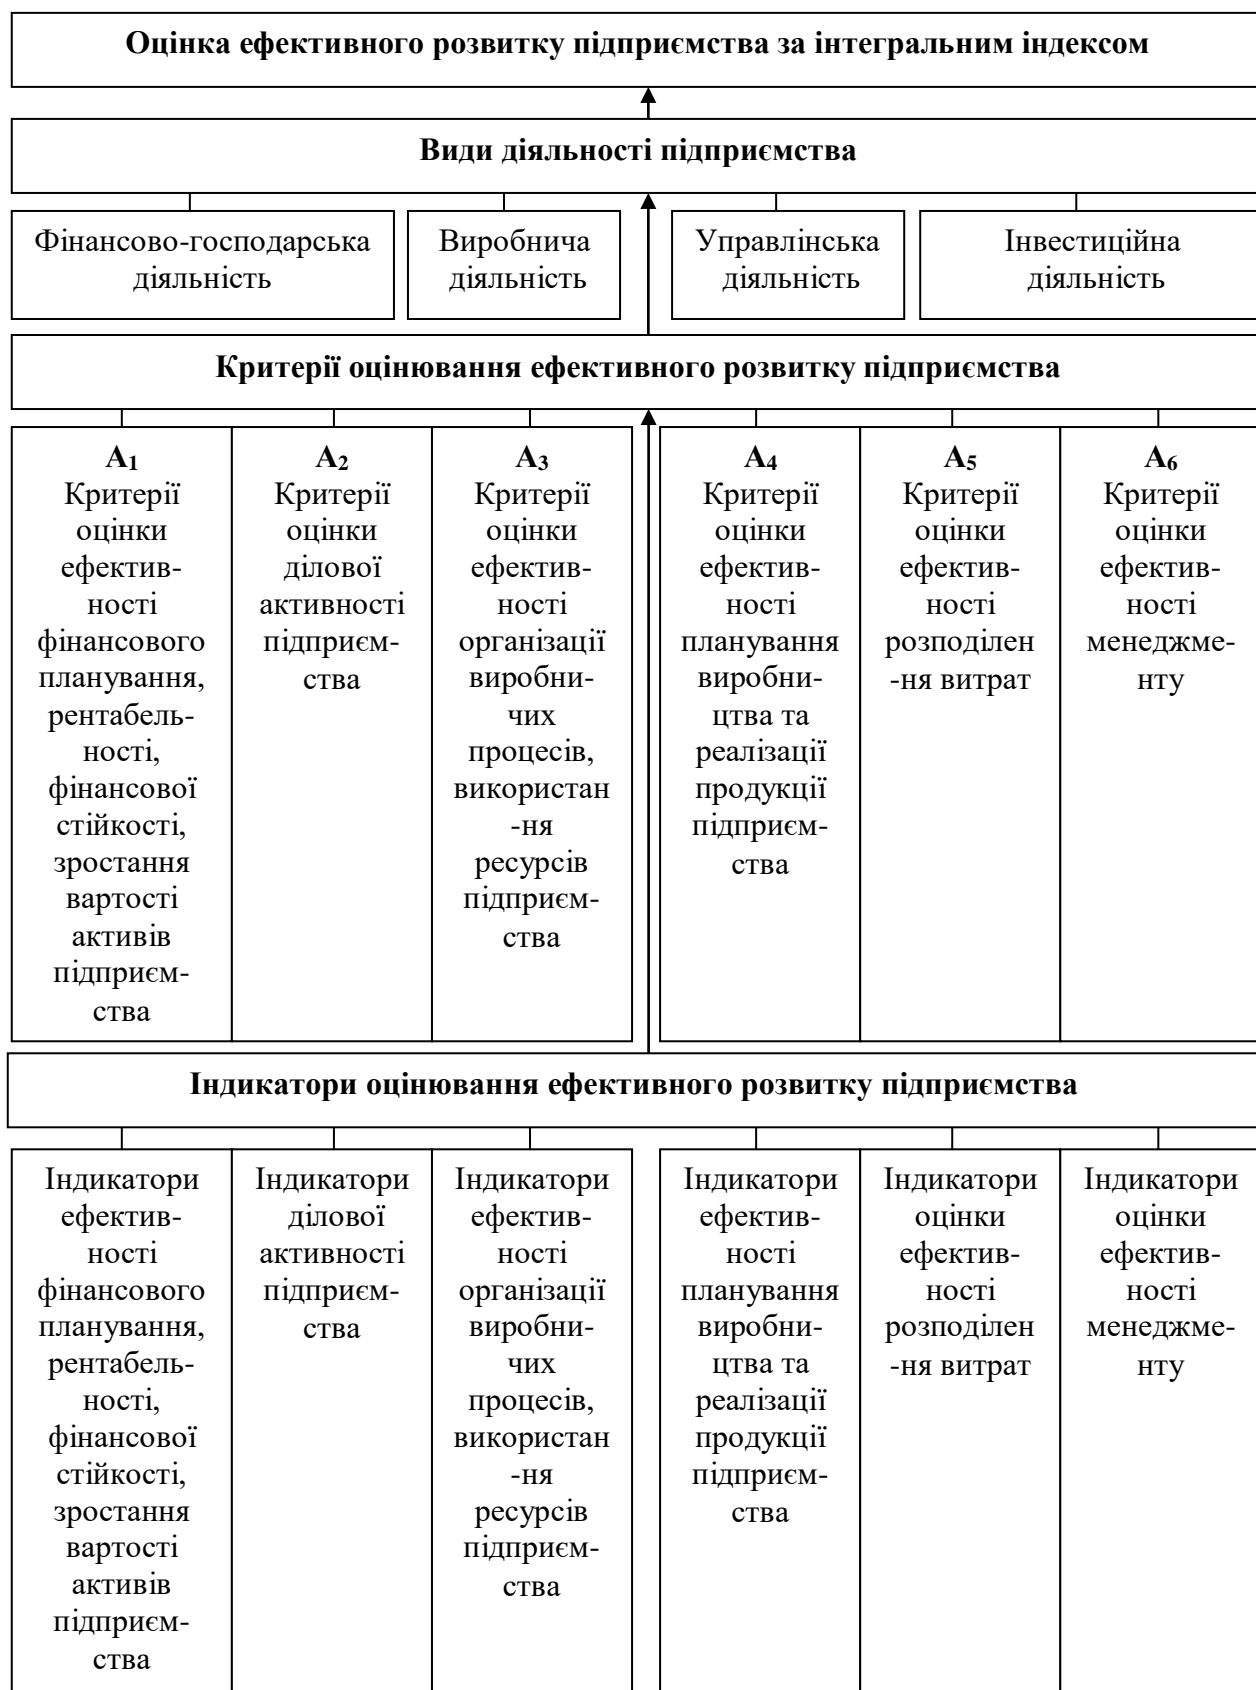 Оцінка ефективного розвитку підприємства за інтегральним індексом
Види діяльності підприємства
Фінансово-господарська
діяльність
Виробнича
діяльність
Управлінська
діяльність
Інвестиційна
діяльність
Критерії оцінювання ефективного розвитку підприємства
А₁
Критерії
оцінки
ефектив-
ності
фінансового
планування,
рентабель-
ності,
фінансової
стійкості,
зростання
вартості
активів
підприєм-
ства
А₂
Критерії
оцінки
ділової
активності
підприєм-
ства
А₃
Критерії
оцінки
ефектив-
ності
організації
виробни-
чих
процесів,
використан
-ня
ресурсів
підприєм-
ства
А₄
Критерії
оцінки
ефектив-
ності
планування
виробни-
цтва та
реалізації
продукції
підприєм-
ства
А₅
Критерії
оцінки
ефектив-
ності
розподілен
-ня витрат
А₆
Критерії
оцінки
ефектив-
ності
менеджме-
нту
Індикатори оцінювання ефективного розвитку підприємства
Індикатори
ефектив-
ності
фінансового
планування,
рентабель-
ності,
фінансової
стійкості,
зростання
вартості
активів
підприєм-
ства
Індикатори
ділової
активності
підприєм-
ства
Індикатори
ефектив-
ності
організації
виробни-
чих
процесів,
використан
-ня
ресурсів
підприєм-
ства
Індикатори
ефектив-
ності
планування
виробни-
цтва та
реалізації
продукції
підприєм-
ства
Індикатори
оцінки
ефектив-
ності
розподілен
-ня витрат
Індикатори
оцінки
ефектив-
ності
менеджме-
нту